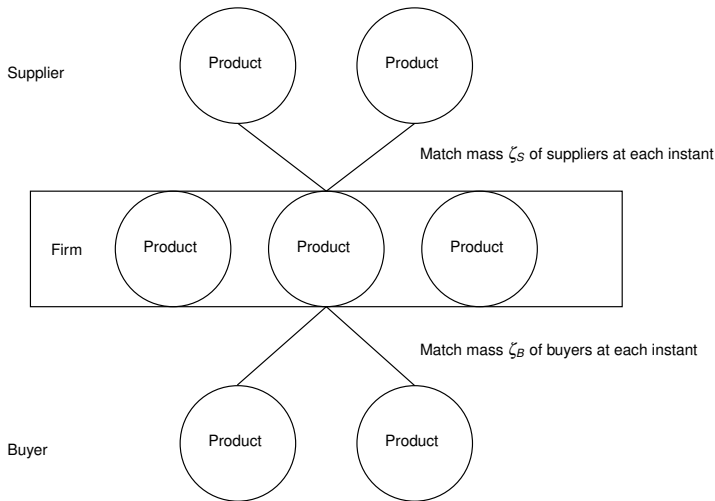 Supplier
Product
Product
Match mass ζS of suppliers at each instant
Firm
Product
Product
Product
Match mass ζB of buyers at each instant
Buyer
Product
Product